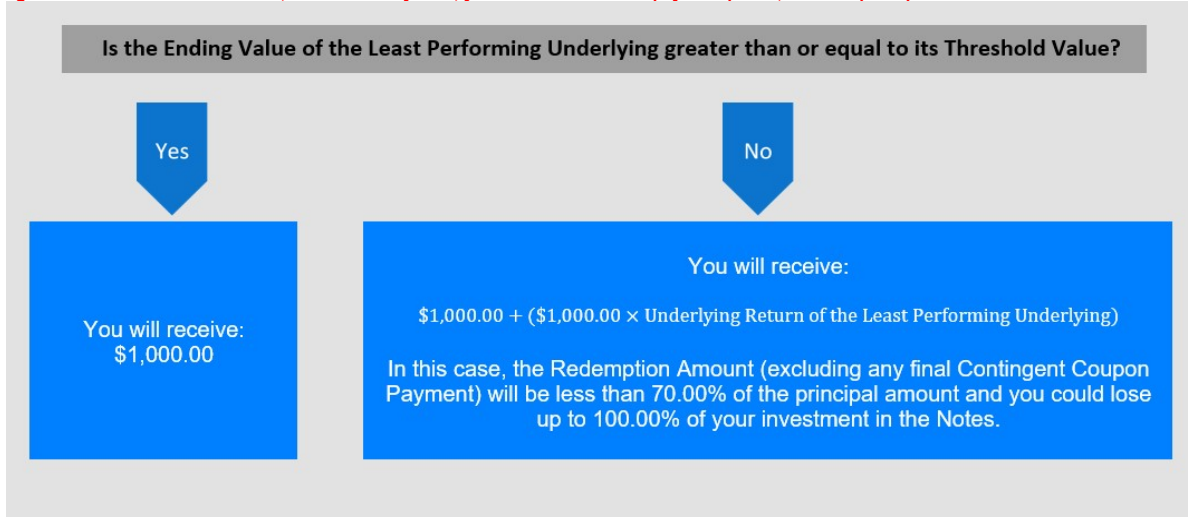 Is the Ending Value of the Least Performing Underlying greater than or equal to its Threshold Value?
Yes
No
You will receive:
$1,000.00
You will receive:
$1,000.00 + ($1,000.00 × Underlying Return of the Least Performing Underlying)
In this case, the Redemption Amount (excluding any final Contingent Coupon
Payment) will be less than 70.00% of the principal amount and you could lose
up to 100.00% of your investment in the Notes.